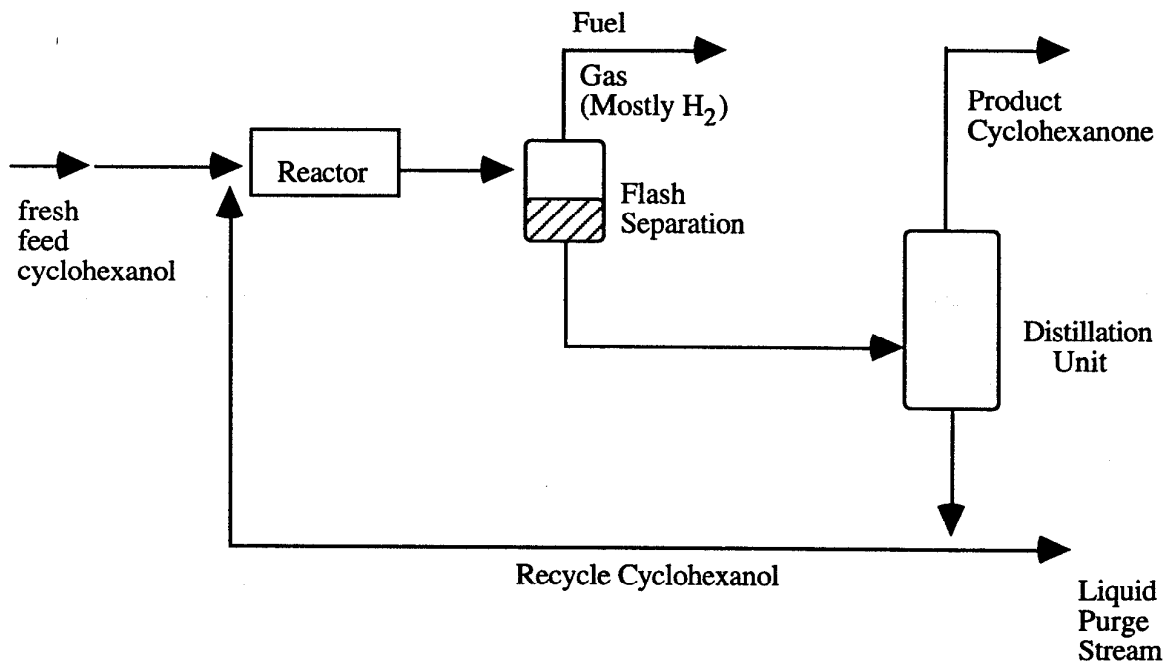 Fuel
Gas
(Mostly H₂)
Product
Cyclohexanone
Reactor
Flash
Separation
fresh
feed
cyclohexanol
Distillation
Unit
Recycle Cyclohexanol
Liquid
Purge
Stream